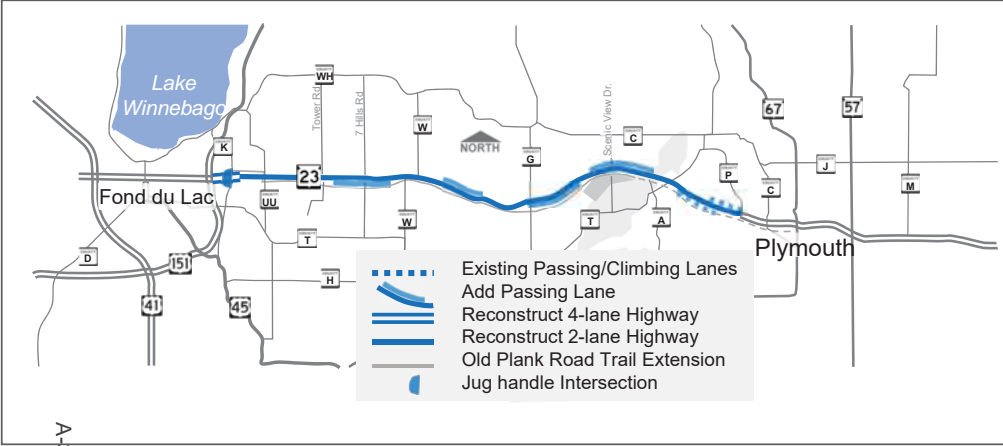 Lake
Winnebago
WH
Tower Rd
7 Hills Rd
W
K
NORTH
G
Scenic View Dr.
C
67
57
P
C
J
M
Fond du Lac
23
UU
W
T
T
A
D
151
H
41
45
Plymouth
Existing Passing/Climbing Lanes
Add Passing Lane
Reconstruct 4-lane Highway
Reconstruct 2-lane Highway
Old Plank Road Trail Extension
Jug handle Intersection
A-